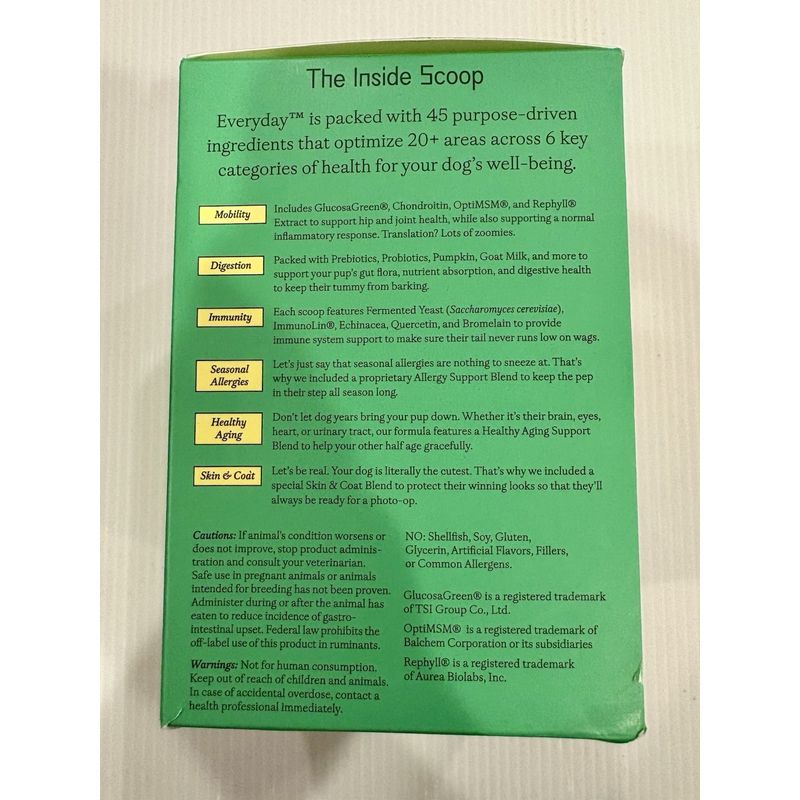 The Inside Scoop
Everyday™ is packed with 45 purpose-driven
ingredients that optimize 20+ areas across 6 key
categories of health for your dog's well-being.
Mobility
Includes GlucosaGreen®, Chondroitin, OptiMSM®, and Rephyll®
Extract to support hip and joint health, while also supporting a normal
inflammatory response. Translation? Lots of zoomies.
Digestion
Packed with Prebiotics, Probiotics, Pumpkin, Goat Milk, and more to
support your pup's gut flora, nutrient absorption, and digestive health
to keep their tummy from barking.
Immunity
Each scoop features Fermented Yeast (Saccharomyces cerevisiae),
ImmunoLin®, Echinacea, Quercetin, and Bromelain to provide
immune system support to make sure their tail never runs low on wags.
Seasonal
Allergies
Let's just say that seasonal allergies are nothing to sneeze at. That's
why we included a proprietary Allergy Support Blend to keep the pep
in their step all season long.
Healthy
Aging
Don't let dog years bring your pup down. Whether it's their brain, eyes,
heart, or urinary tract, our formula features a Healthy Aging Support
Blend to help your other half age gracefully.
Skin & Coat
Let's be real. Your dog is literally the cutest. That's why we included a
special Skin & Coat Blend to protect their winning looks so that they'll
always be ready for a photo-op.
Cautions: If animal's condition worsens or
does not improve, stop product adminis-
tration and consult your veterinarian.
Safe use in pregnant animals or animals
intended for breeding has not been proven.
Administer during or after the animal has
eaten to reduce incidence of gastro-
intestinal upset. Federal law prohibits the
off-label use of this product in ruminants.
Warnings: Not for human consumption.
Keep out of reach of children and animals.
In case of accidental overdose, contact a
health professional immediately.
NO: Shellfish, Soy, Gluten,
Glycerin, Artificial Flavors, Fillers,
or Common Allergens.
GlucosaGreen® is a registered trademark
of TSI Group Co., Ltd.
OptiMSM® is a registered trademark of
Balchem Corporation or its subsidiaries
Rephyll® is a registered trademark
of Aurea Biolabs, Inc.